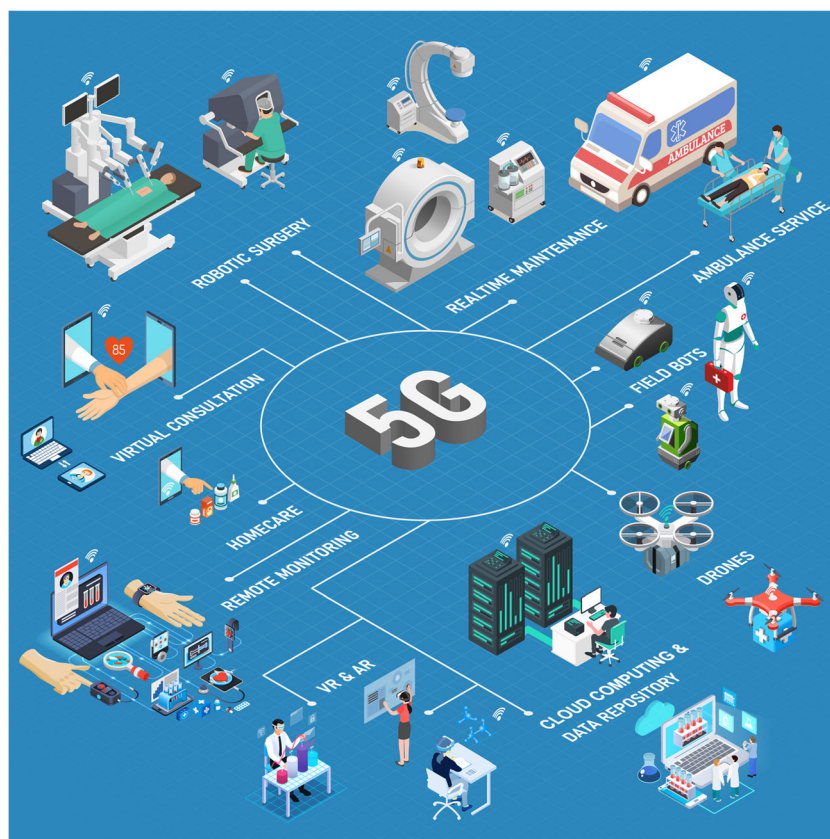 ROBOTIC SURGERY
REALTIME MAINTENANCE
AMBULANCE
AMBULANCE SERVICE
85
VIRTUAL CONSULTATION
5G
FIELD BOTS
HOMECARE
REMOTE MONITORING
DRONES
VR & AR
CLOUD COMPUTING &
DATA REPOSITORY